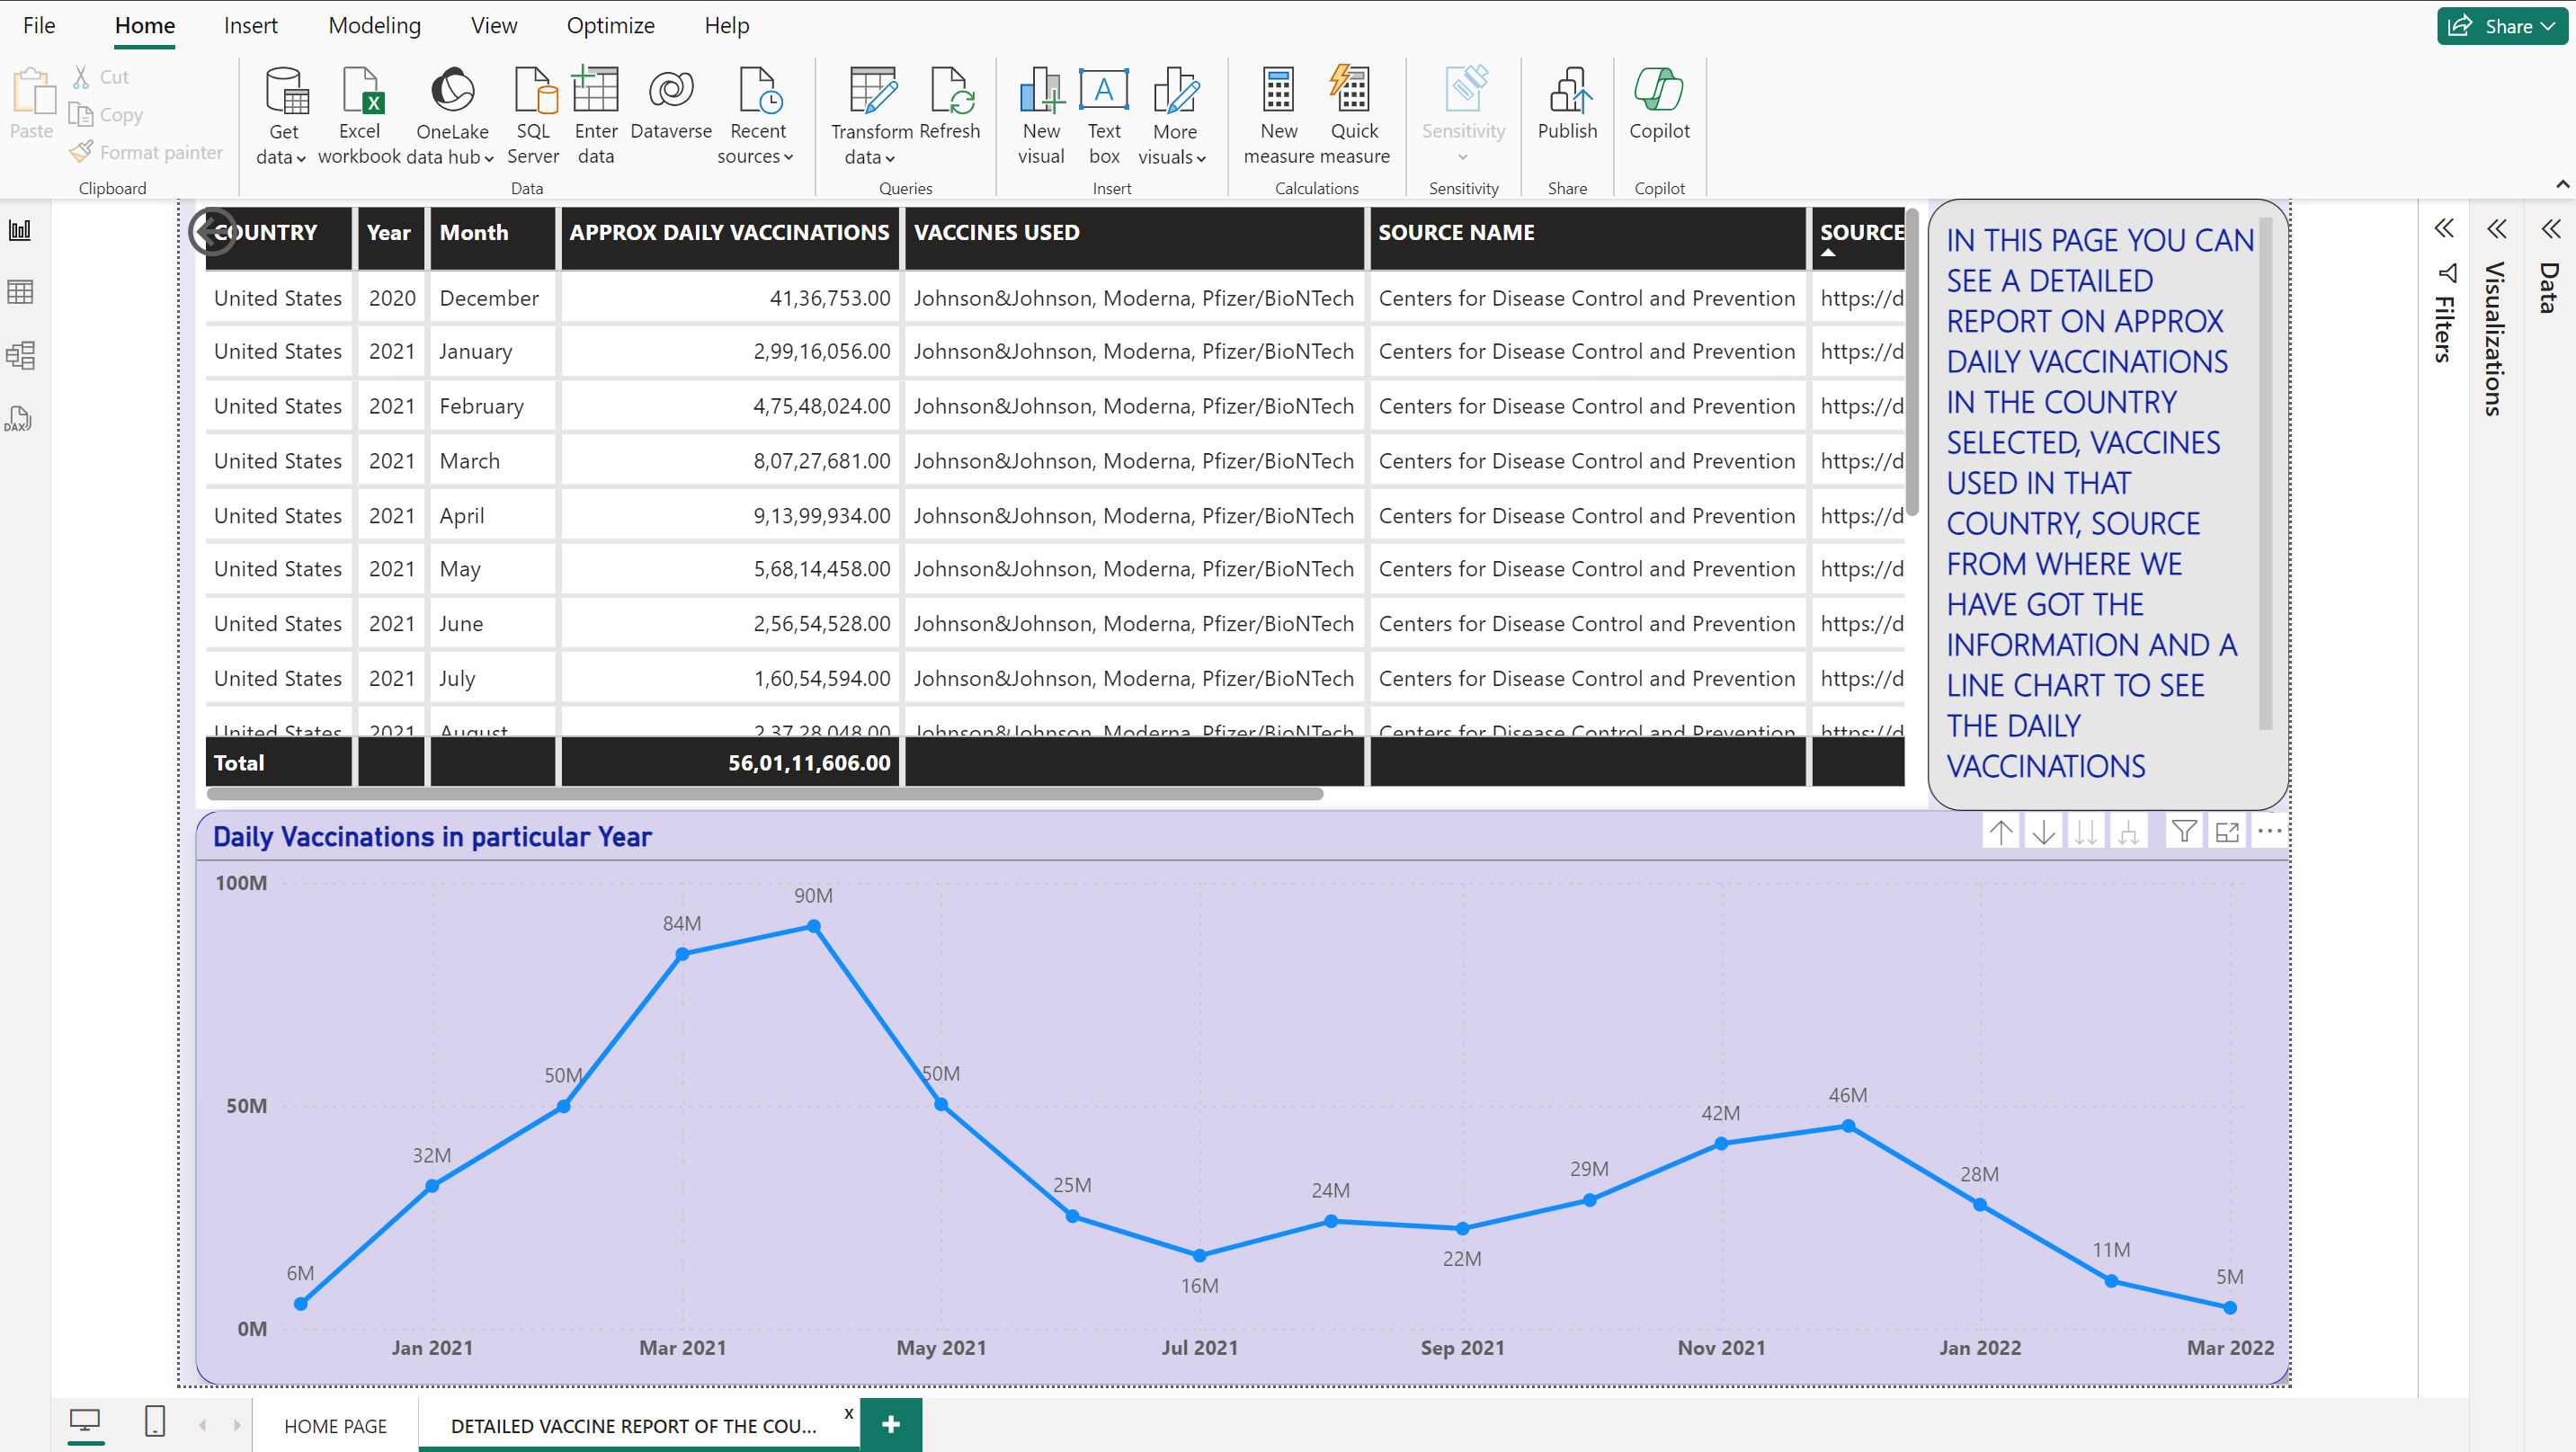 File Home Insert Modeling View Optimize Help Share
Paste Cut Copy Format painter
Get data Excel workbook OneLake data hub SQL Server Enter data Dataverse Recent sources Transform data Refresh New visual Text box More visuals New measure Quick measure Sensitivity Publish Copilot
Clipboard Data Queries Insert Calculations Sensitivity Share Copilot
DAX
COUNTRY Year Month APPROX DAILY VACCINATIONS VACCINES USED SOURCE NAME SOURCE
United States 2020 December 41,36,753.00 Johnson&Johnson, Moderna, Pfizer/BioNTech Centers for Disease Control and Prevention https://d
United States 2021 January 2,99,16,056.00 Johnson&Johnson, Moderna, Pfizer/BioNTech Centers for Disease Control and Prevention https://d
United States 2021 February 4,75,48,024.00 Johnson&Johnson, Moderna, Pfizer/BioNTech Centers for Disease Control and Prevention https://d
United States 2021 March 8,07,27,681.00 Johnson&Johnson, Moderna, Pfizer/BioNTech Centers for Disease Control and Prevention https://d
United States 2021 April 9,13,99,934.00 Johnson&Johnson, Moderna, Pfizer/BioNTech Centers for Disease Control and Prevention https://d
United States 2021 May 5,68,14,458.00 Johnson&Johnson, Moderna, Pfizer/BioNTech Centers for Disease Control and Prevention https://d
United States 2021 June 2,56,54,528.00 Johnson&Johnson, Moderna, Pfizer/BioNTech Centers for Disease Control and Prevention https://d
United States 2021 July 1,60,54,594.00 Johnson&Johnson, Moderna, Pfizer/BioNTech Centers for Disease Control and Prevention https://d
United States 2021 August 2,37,28,048.00 Johnson&Johnson, Moderna, Pfizer/BioNTech Centers for Disease Control and Prevention https://d
Total 56,01,11,606.00
IN THIS PAGE YOU CAN
SEE A DETAILED
REPORT ON APPROX
DAILY VACCINATIONS
IN THE COUNTRY
SELECTED, VACCINES
USED IN THAT
COUNTRY, SOURCE
FROM WHERE WE
HAVE GOT THE
INFORMATION AND A
LINE CHART TO SEE
THE DAILY
VACCINATIONS
Filters
Visualizations
Data
Daily Vaccinations in particular Year
100M
50M
0M
6M 32M 50M 84M 90M 50M 25M 16M 24M 22M 29M 42M 46M 28M 11M 5M
Jan 2021 Mar 2021 May 2021 Jul 2021 Sep 2021 Nov 2021 Jan 2022 Mar 2022
HOME PAGE DETAILED VACCINE REPORT OF THE COU... x +